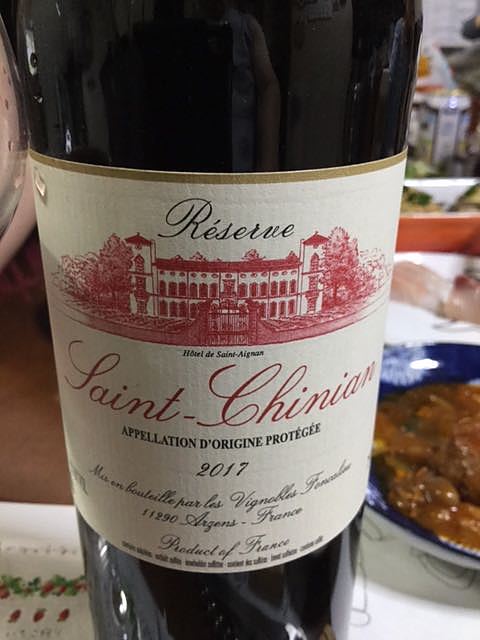 Réserve
Hôtel de Saint-Aignan
Saint-Chinian
APPELLATION D'ORIGINE PROTÉGÉE
2017
Mis en bouteille par les Vignobles Foncalieu
11290 Arzens - France
Product of France